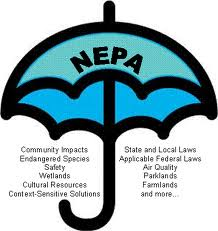 NEPA
Community Impacts
Endangered Species
Safety
Wetlands
Cultural Resources
Context-Sensitive Solutions
State and Local Laws
Applicable Federal Laws
Air Quality
Parklands
Farmlands
and more...